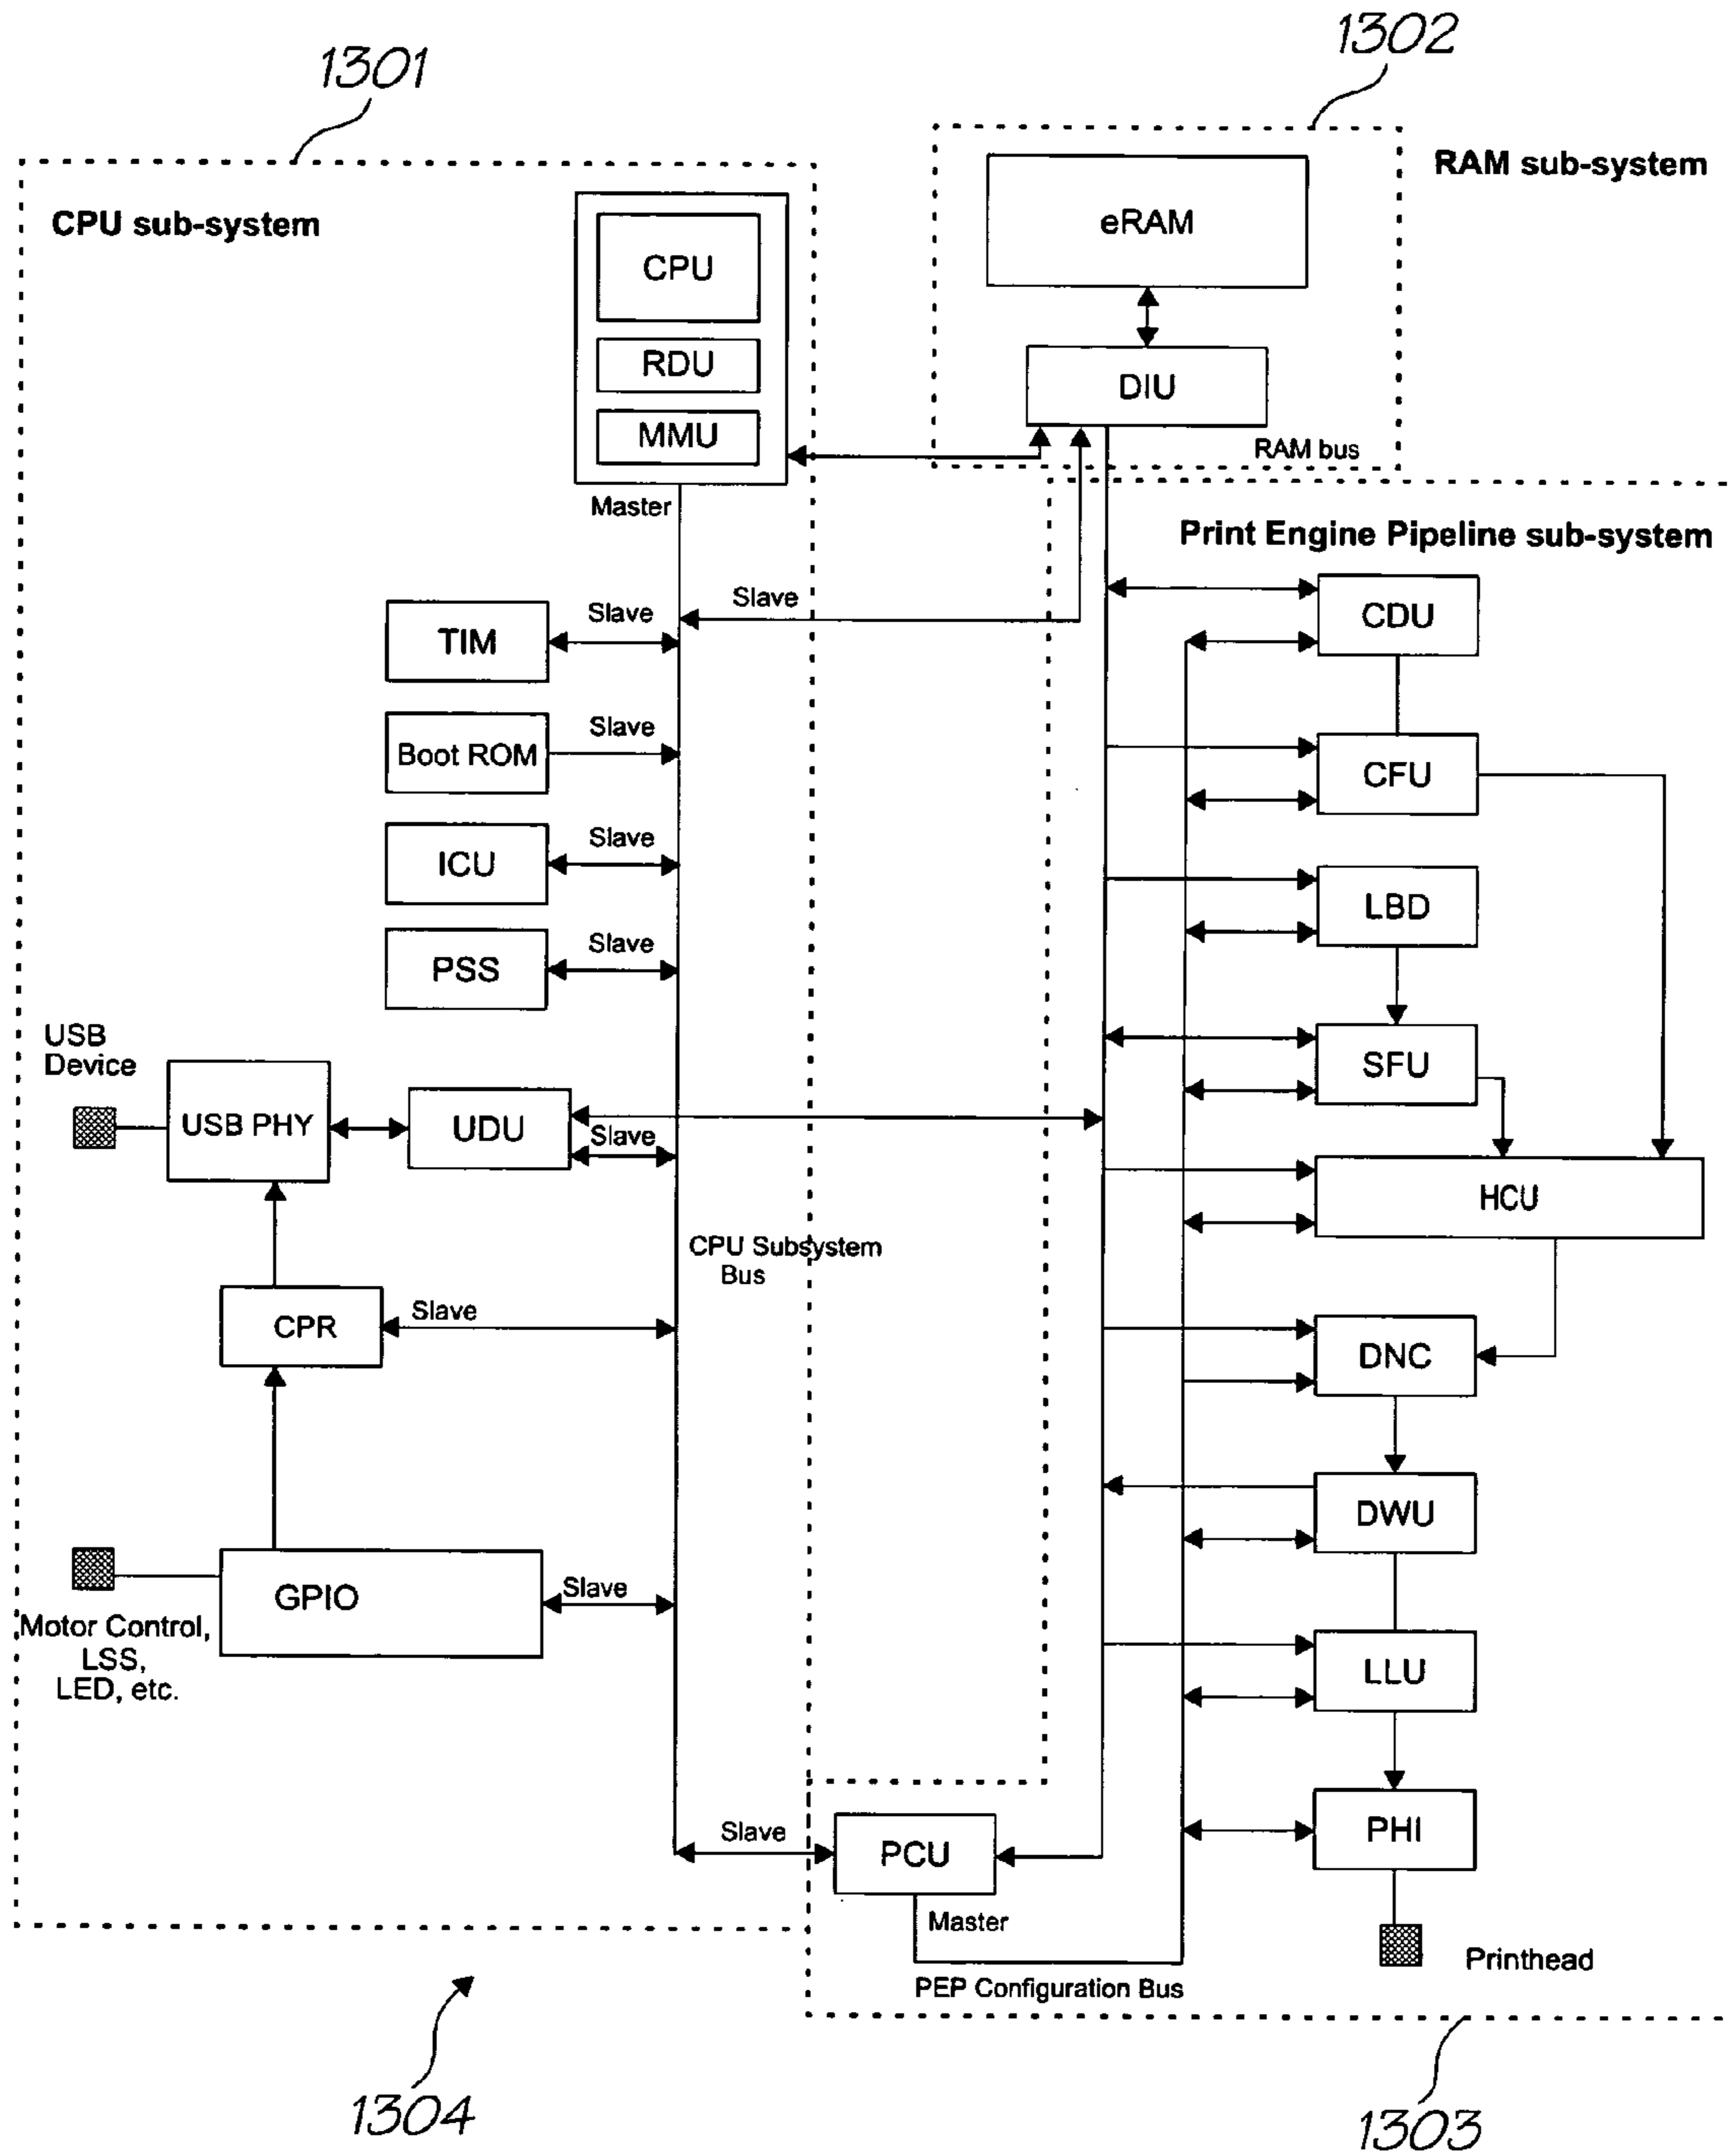 1301
1302
CPU sub-system
RAM sub-system
CPU
RDU
MMU
Master
eRAM
DIU
RAM bus
Print Engine Pipeline sub-system
Slave
TIM
Slave
Boot ROM
Slave
ICU
Slave
PSS
Slave
USB
Device
USB PHY
UDU
Slave
CPU Subsystem
Bus
CPR
Slave
GPIO
Slave
Motor Control,
LSS,
LED, etc.
CDU
CFU
LBD
SFU
HCU
DNC
DWU
LLU
PHI
Printhead
Slave
PCU
Master
PEP Configuration Bus
1304
1303